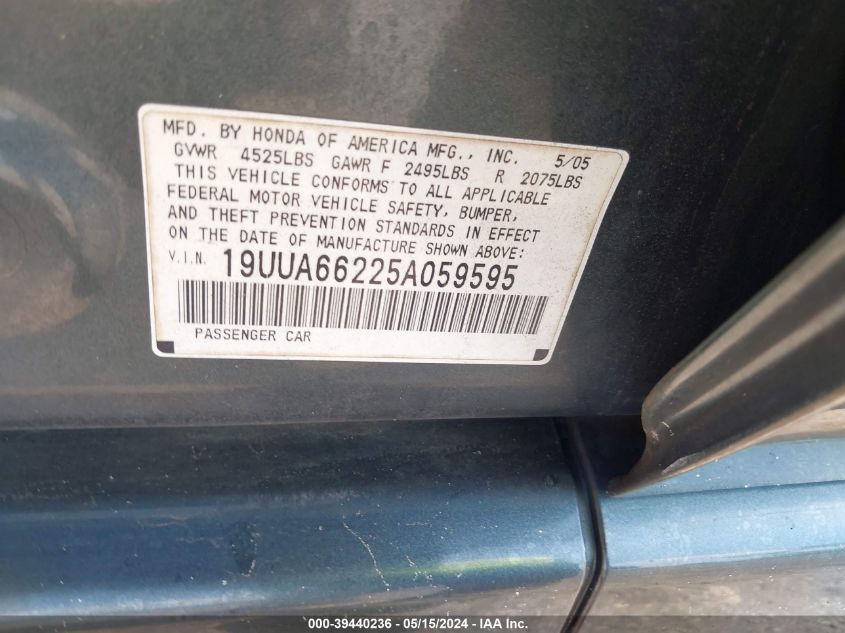 MFD. BY HONDA OF AMERICA MFG., INC. 5/05
GVWR 4525LBS GAWR F 2495LBS R 2075LBS
THIS VEHICLE CONFORMS TO ALL APPLICABLE
FEDERAL MOTOR VEHICLE SAFETY, BUMPER,
AND THEFT PREVENTION STANDARDS IN EFFECT
ON THE DATE OF MANUFACTURE SHOWN ABOVE:
V.I.N. 19UUA66225A059595
PASSENGER CAR
000-39440236 - 05/15/2024 - IAA Inc.